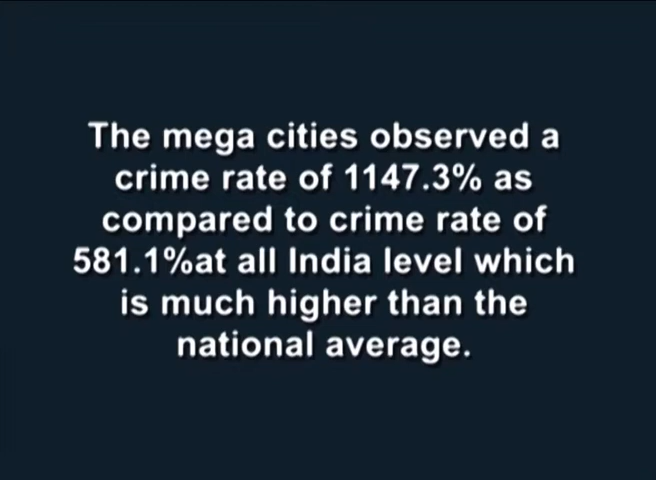 The mega cities observed a
crime rate of 1147.3% as
compared to crime rate of
581.1%at all India level which
is much higher than the
national average.